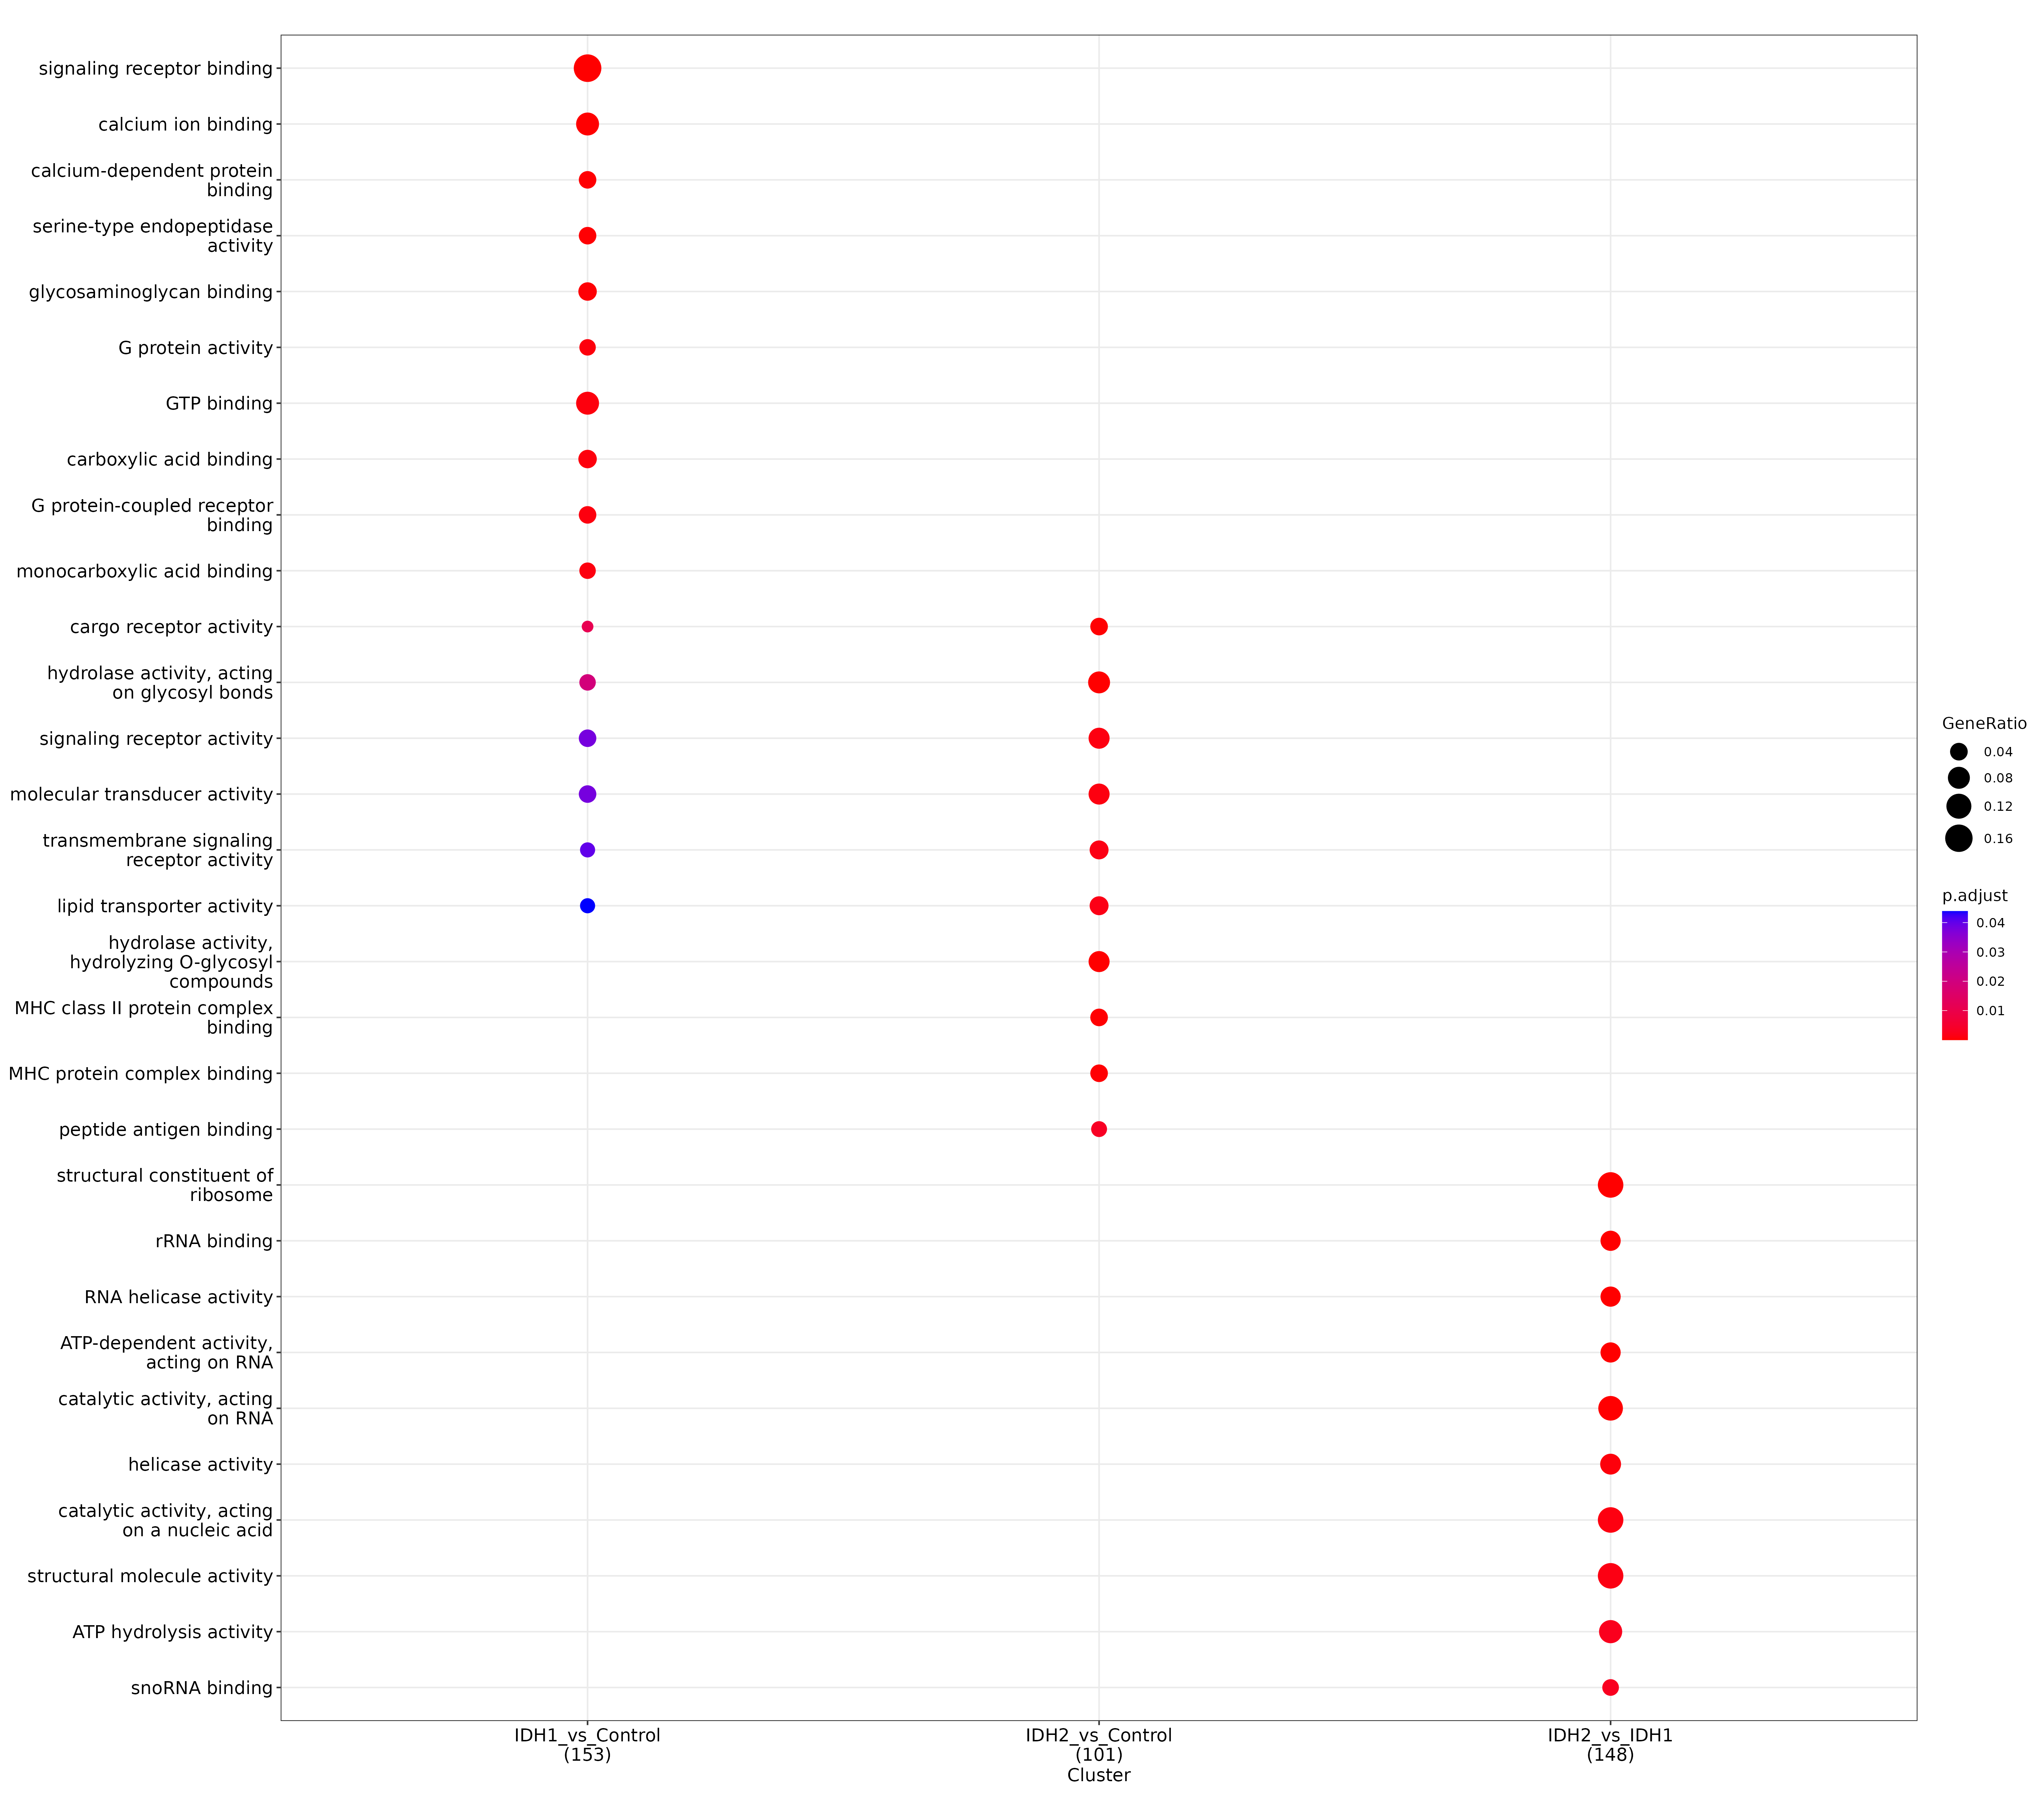 signaling receptor binding
calcium ion binding
calcium-dependent protein
binding
serine-type endopeptidase
activity
glycosaminoglycan binding
G protein activity
GTP binding
carboxylic acid binding
G protein-coupled receptor
binding
monocarboxylic acid binding
cargo receptor activity
hydrolase activity, acting
on glycosyl bonds
signaling receptor activity
molecular transducer activity
transmembrane signaling
receptor activity
lipid transporter activity
hydrolase activity,
hydrolyzing O-glycosyl
compounds
MHC class II protein complex
binding
MHC protein complex binding
peptide antigen binding
structural constituent of
ribosome
rRNA binding
RNA helicase activity
ATP-dependent activity,
acting on RNA
catalytic activity, acting
on RNA
helicase activity
catalytic activity, acting
on a nucleic acid
structural molecule activity
ATP hydrolysis activity
snoRNA binding
IDH1_vs_Control
(153)
IDH2_vs_Control
(101)
IDH2_vs_IDH1
(148)
Cluster
GeneRatio
0.04
0.08
0.12
0.16
p.adjust
0.04
0.03
0.02
0.01